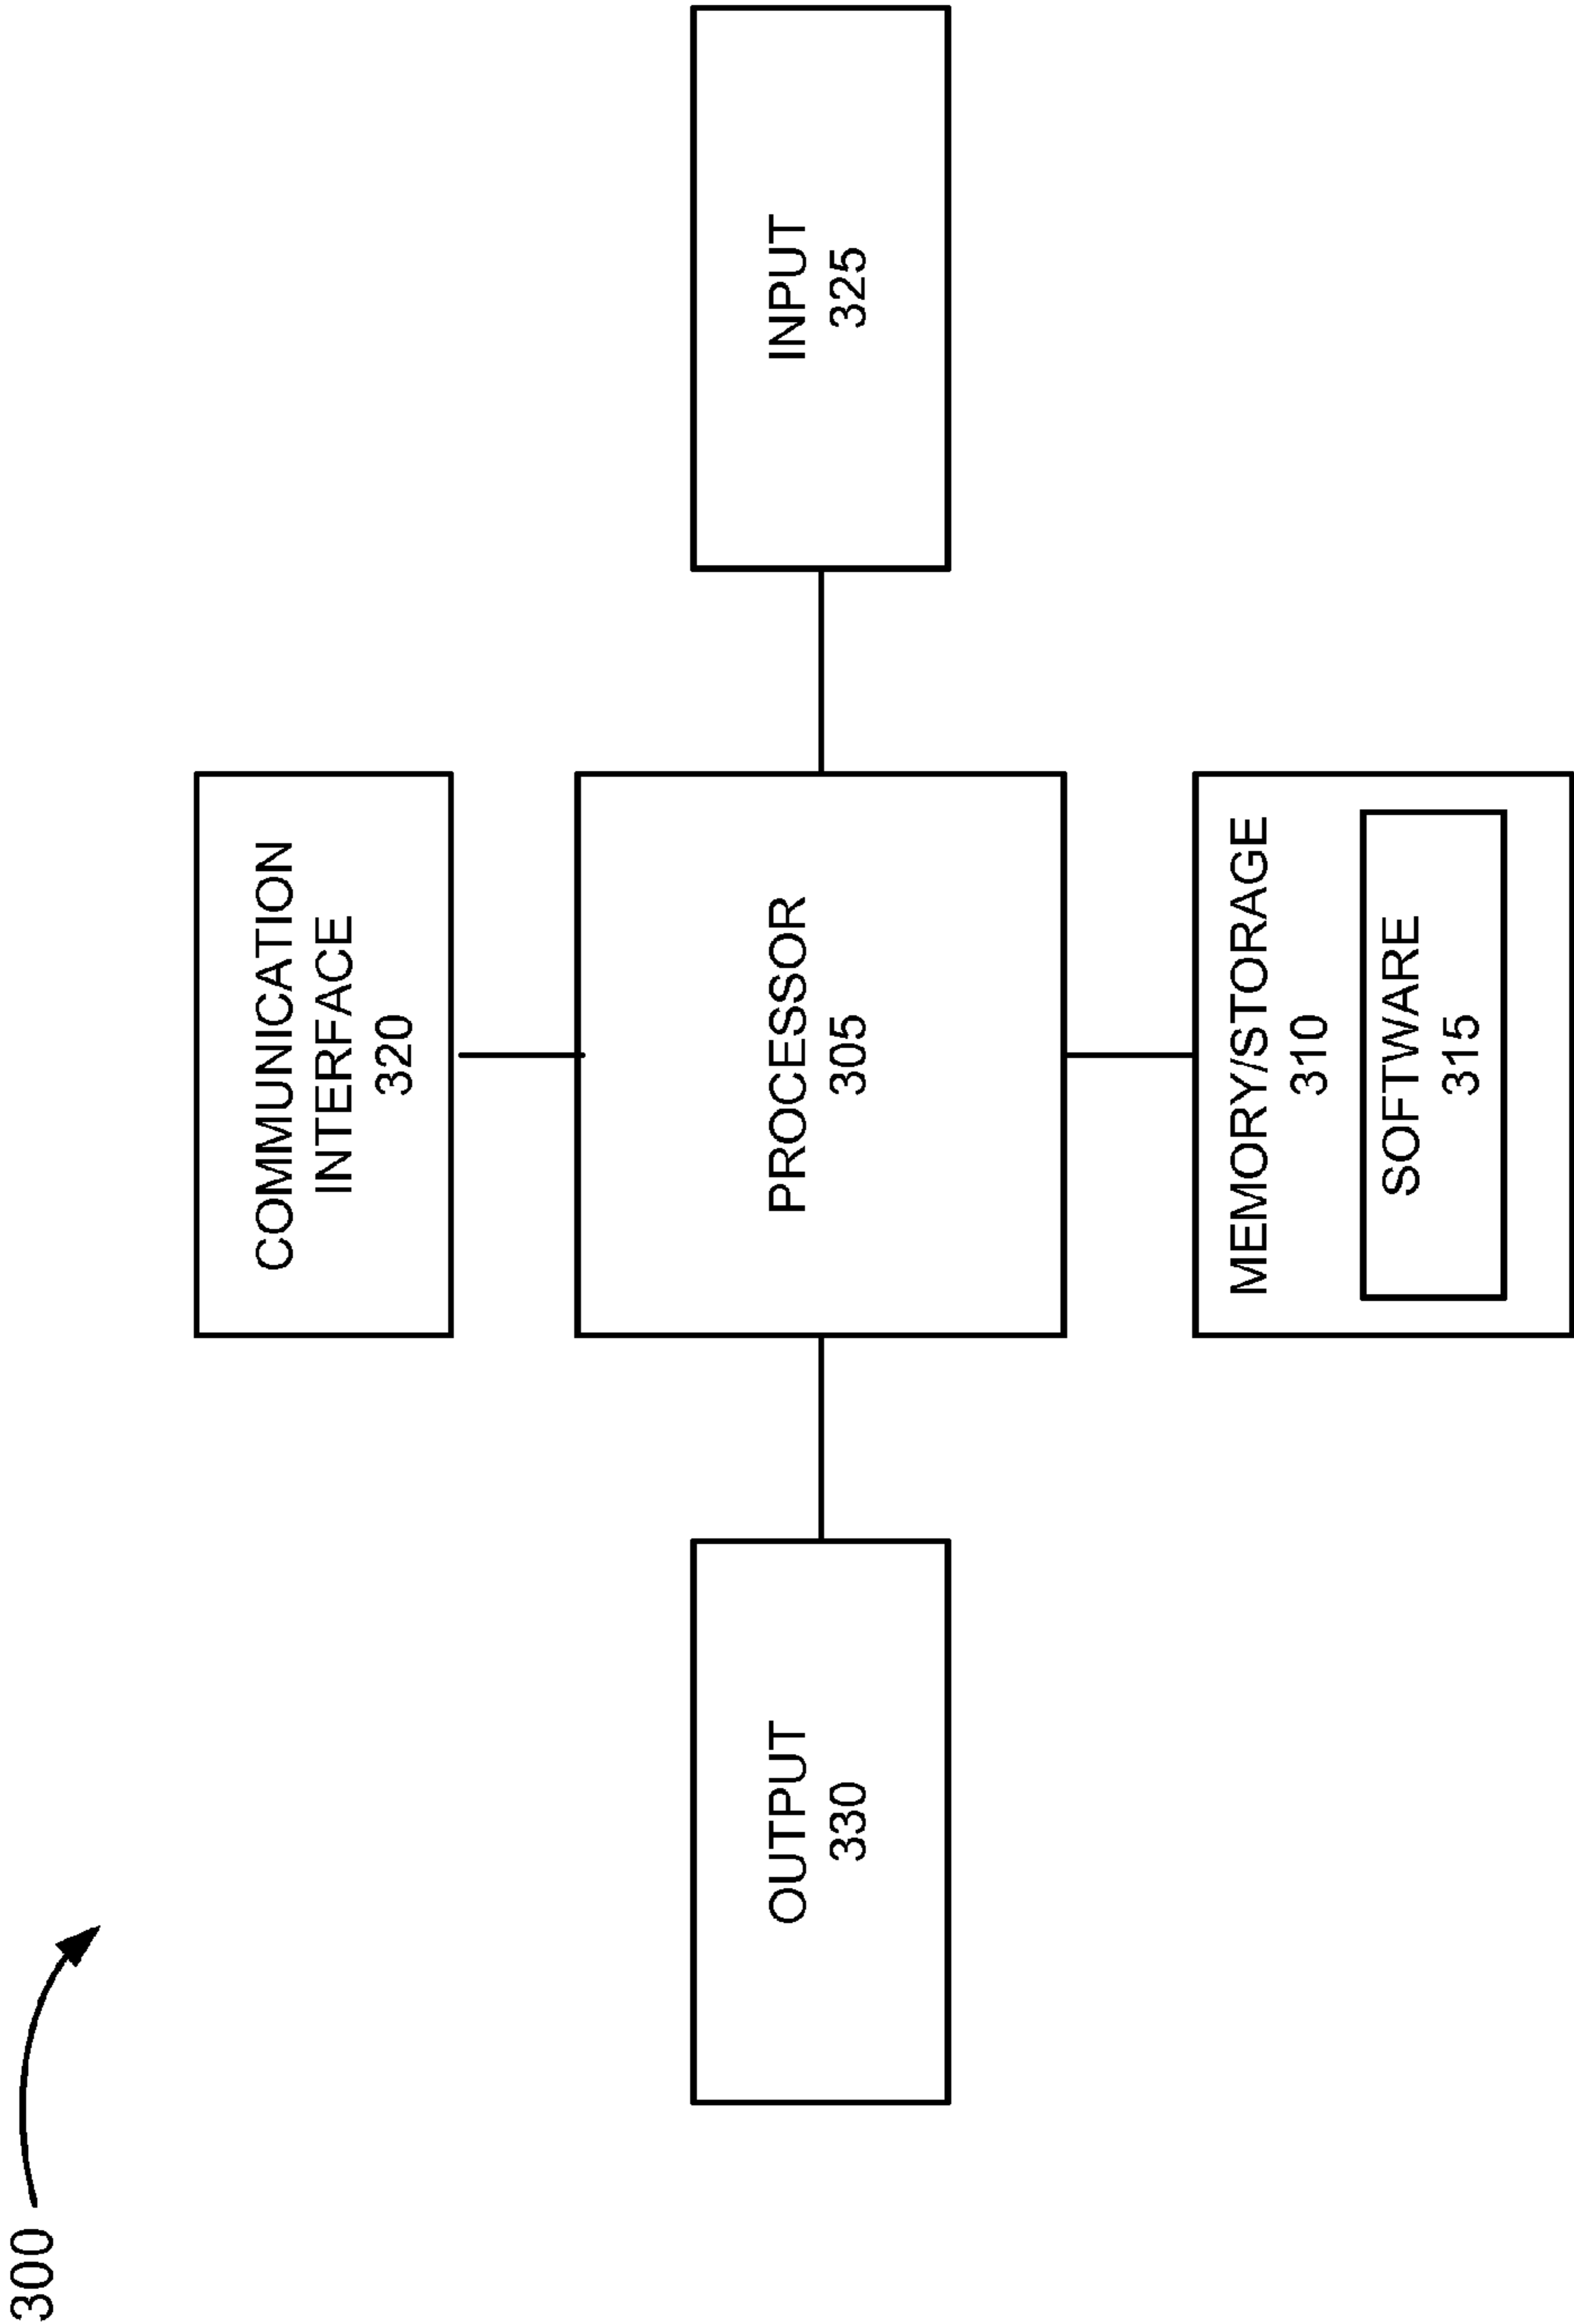 300
COMMUNICATION
INTERFACE
320
OUTPUT
330
PROCESSOR
305
INPUT
325
MEMORY/STORAGE
310
SOFTWARE
315